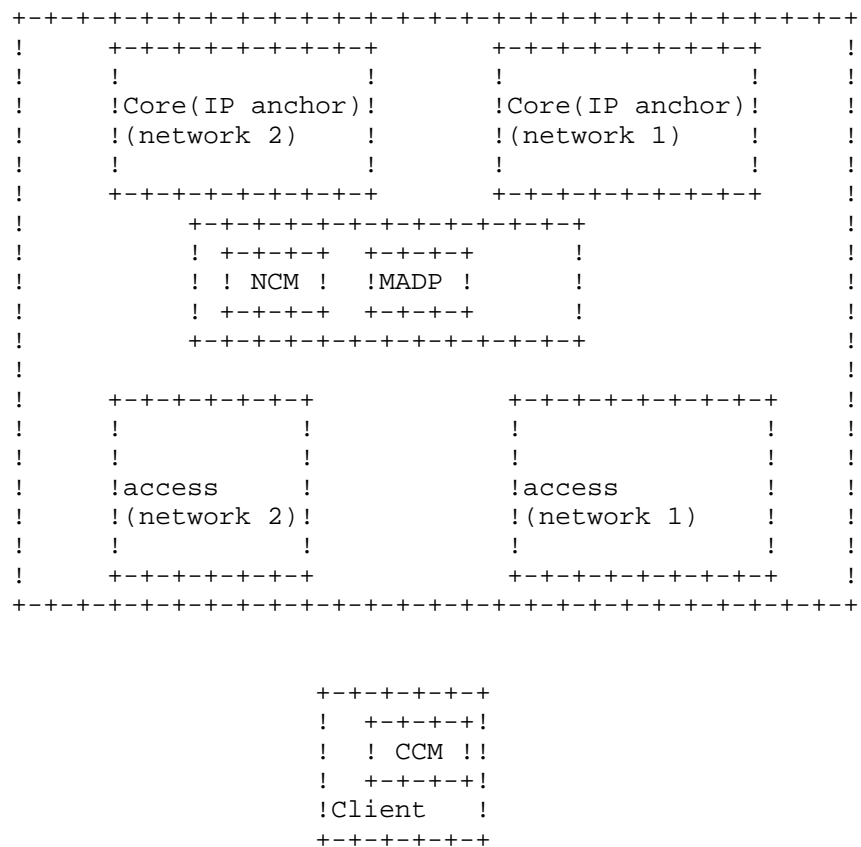 +-+-+-+-+-+-+-+-+-+-+-+-+-+-+-+-+-+-+-+-+-+-+-+-+-+-+
!     +-+-+-+-+-+-+-+-+       +-+-+-+-+-+-+-+-+     !
!     !               !       !               !     !
!     !Core(IP anchor)!       !Core(IP anchor)!     !
!     !(network 2)    !       !(network 1)    !     !
!     !               !       !               !     !
!     +-+-+-+-+-+-+-+-+       +-+-+-+-+-+-+-+-+     !
!          +-+-+-+-+-+-+-+-+-+-+-+-+                !
!          ! +-+-+-+  +-+-+-+      !                !
!          ! ! NCM !  !MADP !      !                !
!          ! +-+-+-+  +-+-+-+      !                !
!          +-+-+-+-+-+-+-+-+-+-+-+-+                !
!                                                   !
!     +-+-+-+-+-+-+            +-+-+-+-+-+-+-+-+    !
!     !           !            !               !    !
!     !           !            !               !    !
!     !access     !            !access         !    !
!     !(network 2)!            !(network 1)    !    !
!     !           !            !               !    !
!     +-+-+-+-+-+-+            +-+-+-+-+-+-+-+-+    !
+-+-+-+-+-+-+-+-+-+-+-+-+-+-+-+-+-+-+-+-+-+-+-+-+-+-+
+-+-+-+-+-+
!  +-+-+-+!
!  ! CCM !!
!  +-+-+-+!
!Client   !
+-+-+-+-+-+